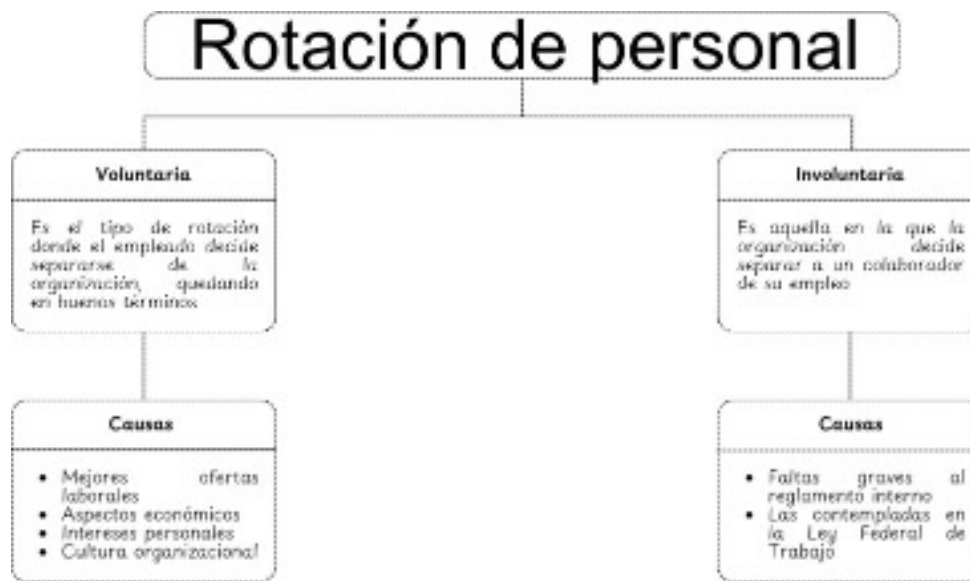 Rotación de personal
Voluntaria
Es el tipo de rotación
donde el empleado decide
separarse de la
organización, quedando
en buenos términos
Causas
• Mejores ofertas
laborales
• Aspectos económicos
• Intereses personales
• Cultura organizacional
Involuntaria
Es aquella en la que la
organización decide
separar a un colaborador
de su empleo
Causas
• Faltas graves al
reglamento interno
• Las contempladas en
la Ley Federal de
Trabajo